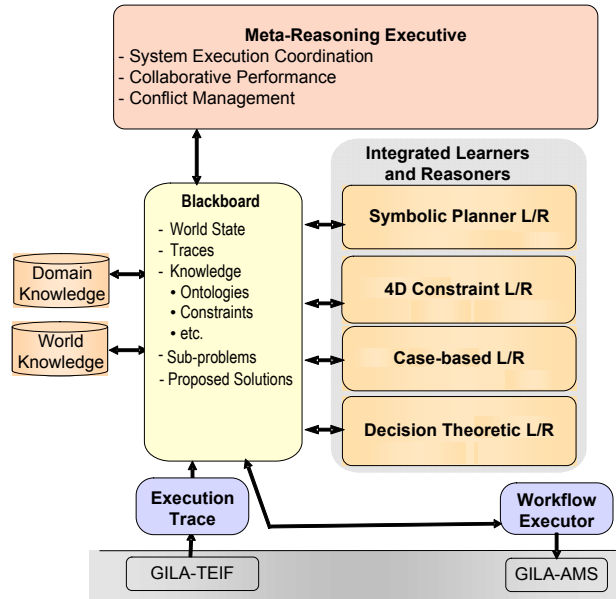 Meta-Reasoning Executive
- System Execution Coordination
- Collaborative Performance
- Conflict Management
Integrated Learners
and Reasoners
Blackboard
- World State
- Traces
- Knowledge
• Ontologies
• Constraints
• etc.
- Sub-problems
- Proposed Solutions
Symbolic Planner L/R
4D Constraint L/R
Case-based L/R
Decision Theoretic L/R
Domain
Knowledge
World
Knowledge
Execution
Trace
Workflow
Executor
GILA-TEIF
GILA-AMS